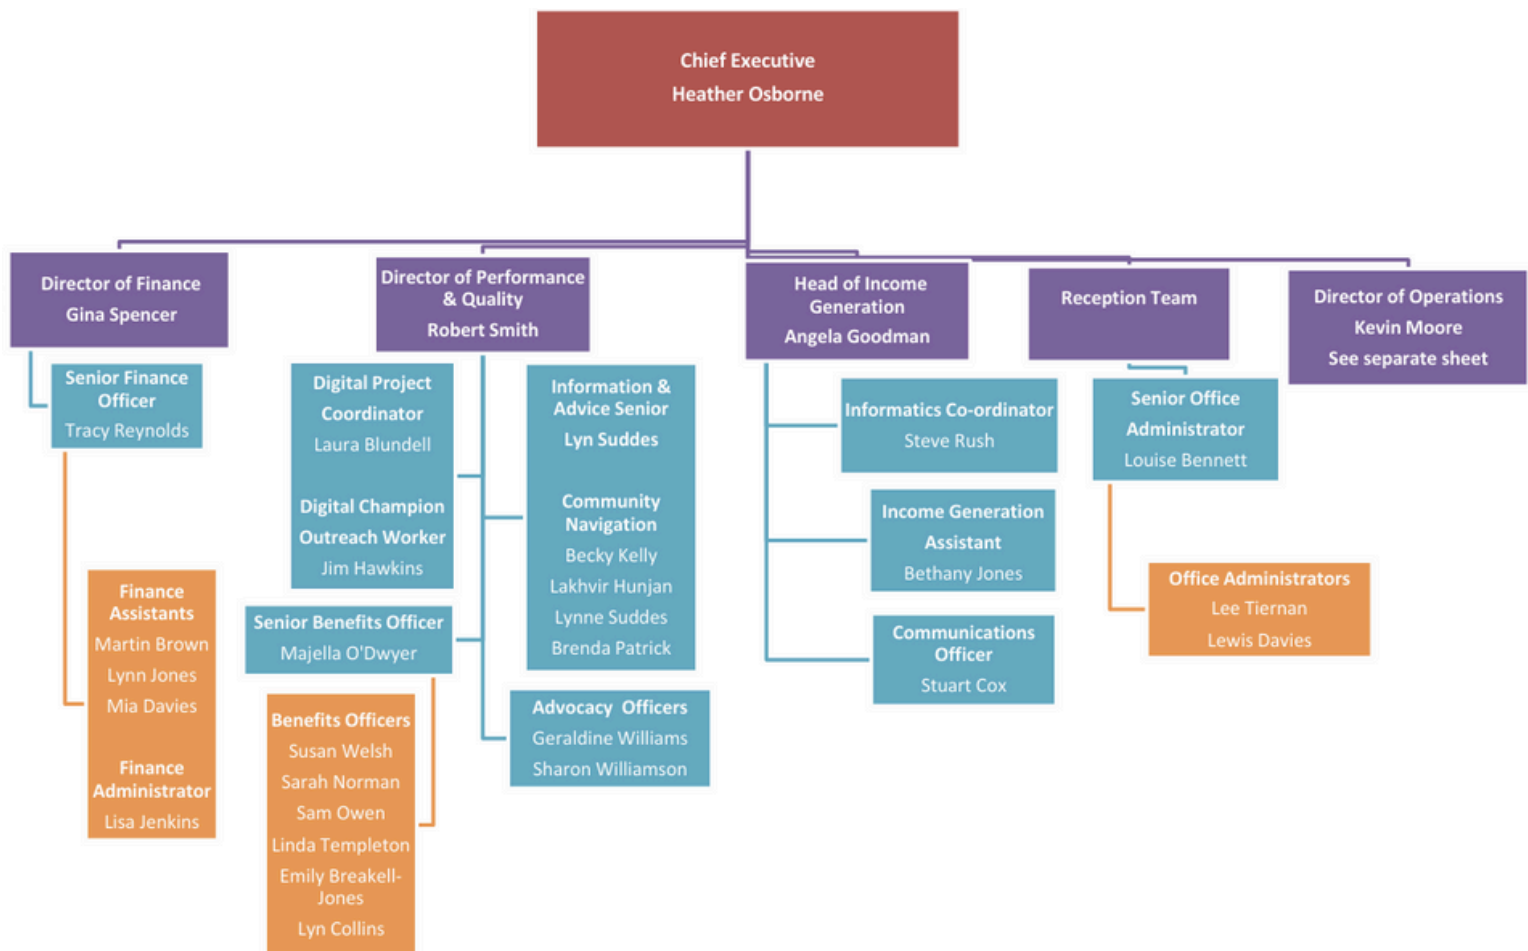 Chief Executive
Heather Osborne
Director of Finance
Gina Spencer
Senior Finance
Officer
Tracy Reynolds
Finance
Assistants
Martin Brown
Lynn Jones
Mia Davies
Finance
Administrator
Lisa Jenkins
Director of Performance
& Quality
Robert Smith
Digital Project
Coordinator
Laura Blundell
Digital Champion
Outreach Worker
Jim Hawkins
Senior Benefits Officer
Majella O'Dwyer
Benefits Officers
Susan Welsh
Sarah Norman
Sam Owen
Linda Templeton
Emily Breakell-
Jones
Lyn Collins
Information &
Advice Senior
Lyn Suddes
Community
Navigation
Becky Kelly
Lakhvir Hunjan
Lynne Suddes
Brenda Patrick
Advocacy Officers
Geraldine Williams
Sharon Williamson
Head of Income
Generation
Angela Goodman
Informatics Co-ordinator
Steve Rush
Income Generation
Assistant
Bethany Jones
Communications
Officer
Stuart Cox
Reception Team
Senior Office
Administrator
Louise Bennett
Office Administrators
Lee Tiernan
Lewis Davies
Director of Operations
Kevin Moore
See separate sheet